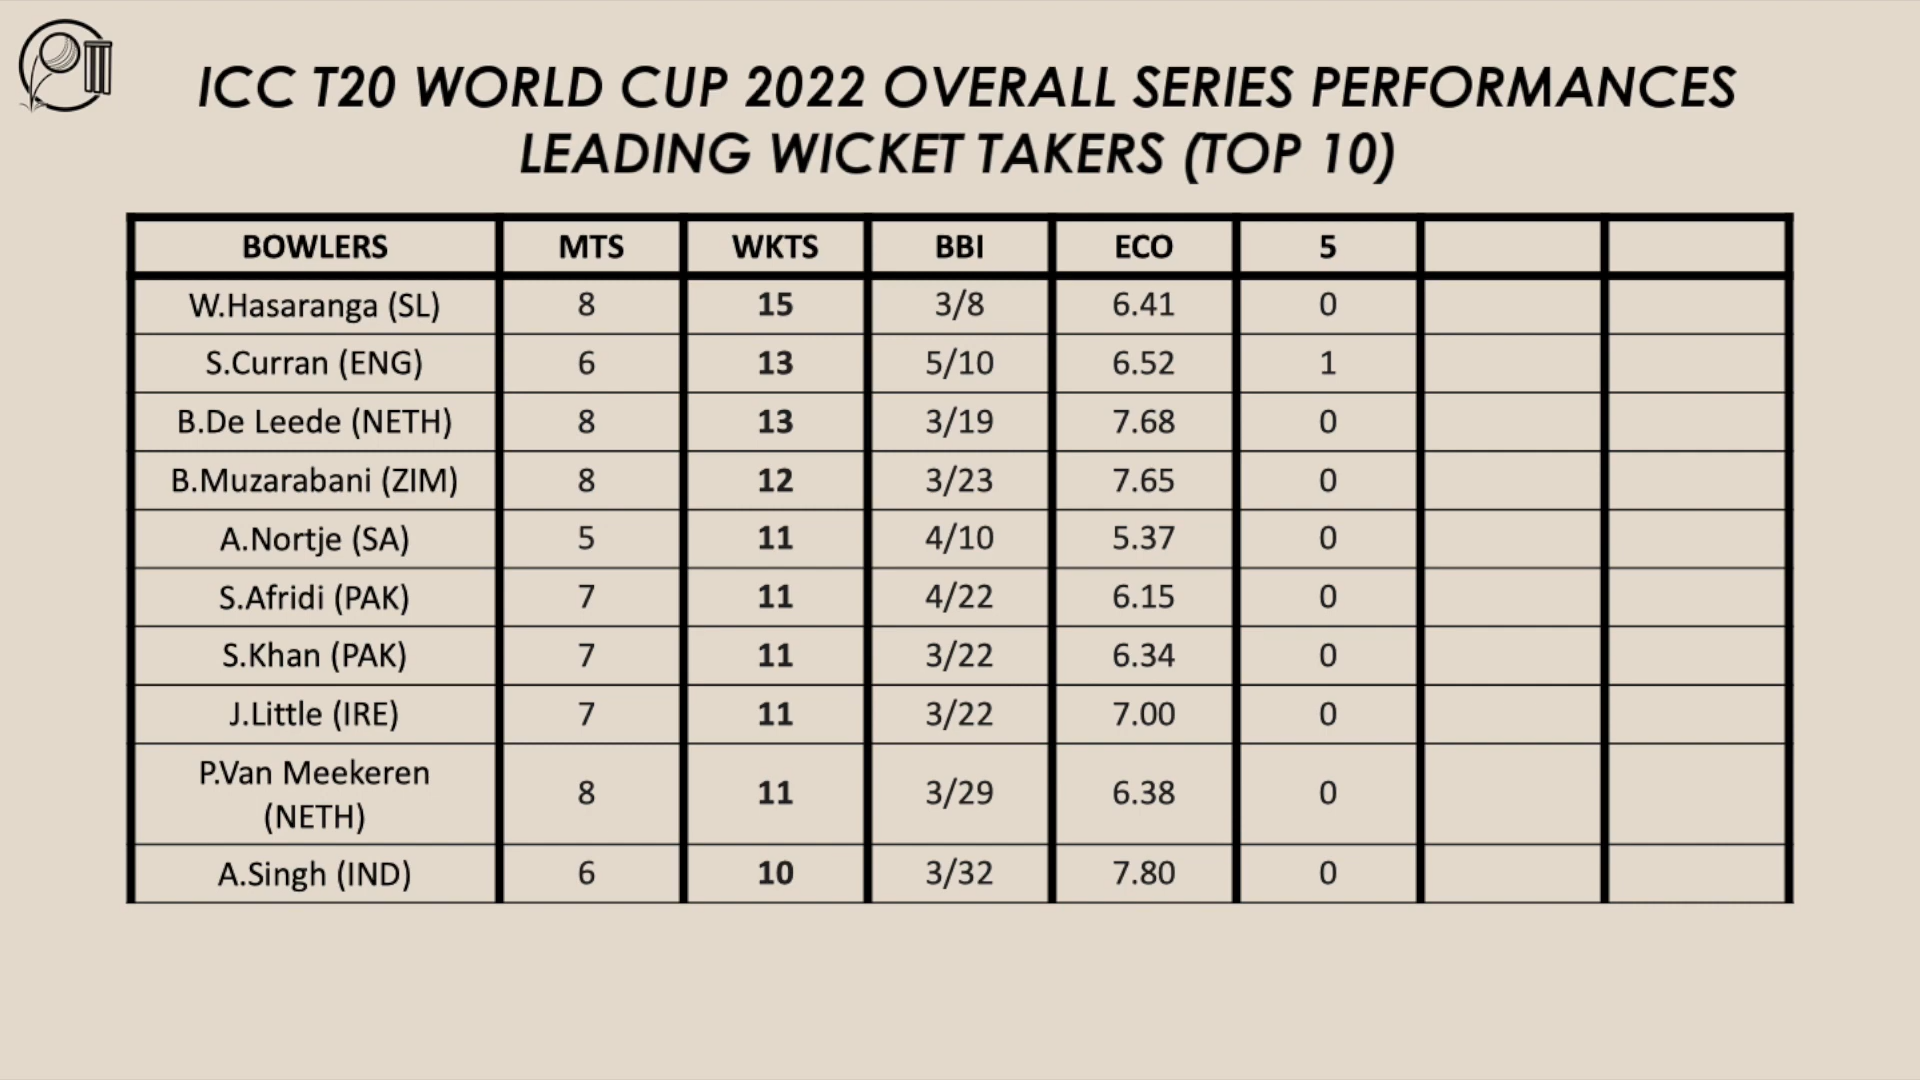 ICC T20 WORLD CUP 2022 OVERALL SERIES PERFORMANCES
LEADING WICKET TAKERS (TOP 10)
BOWLERS MTS WKTS BBI ECO 5
W.Hasaranga (SL) 8 15 3/8 6.41 0
S.Curran (ENG) 6 13 5/10 6.52 1
B.De Leede (NETH) 8 13 3/19 7.68 0
B.Muzarabani (ZIM) 8 12 3/23 7.65 0
A.Nortje (SA) 5 11 4/10 5.37 0
S.Afridi (PAK) 7 11 4/22 6.15 0
S.Khan (PAK) 7 11 3/22 6.34 0
J.Little (IRE) 7 11 3/22 7.00 0
P.Van Meekeren
(NETH) 8 11 3/29 6.38 0
A.Singh (IND) 6 10 3/32 7.80 0